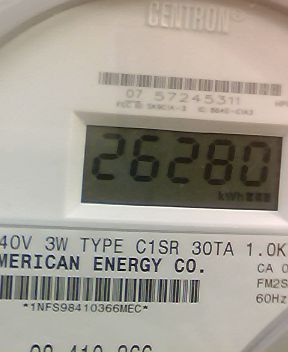 CENTRON®
07 57245311
26280
kWh
40V 3W TYPE C1SR 30TA 1.0K
MERICAN ENERGY CO.
CA 0
FM2S
60Hz
*1NFS98410366MEC*